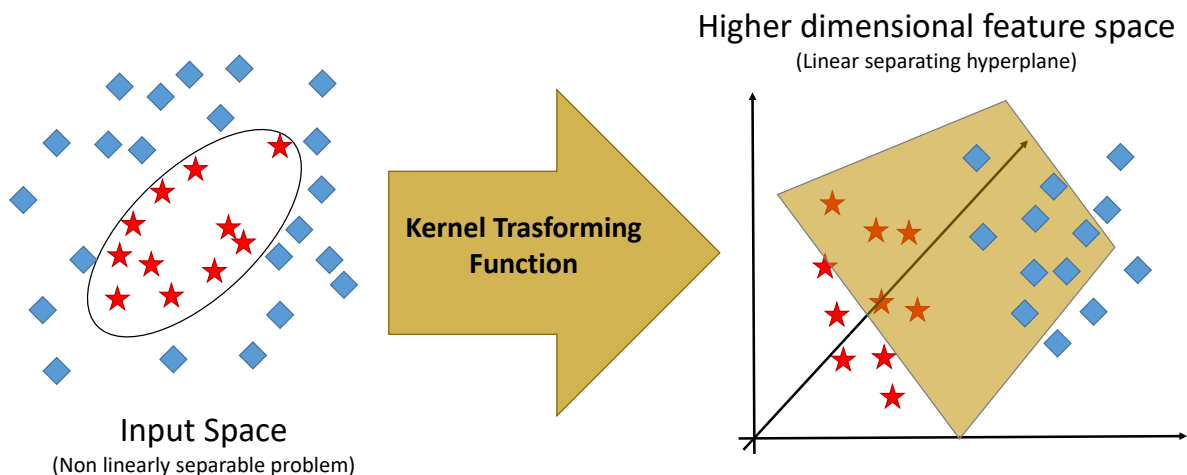 Higher dimensional feature space
(Linear separating hyperplane)
Kernel Trasforming
Function
Input Space
(Non linearly separable problem)